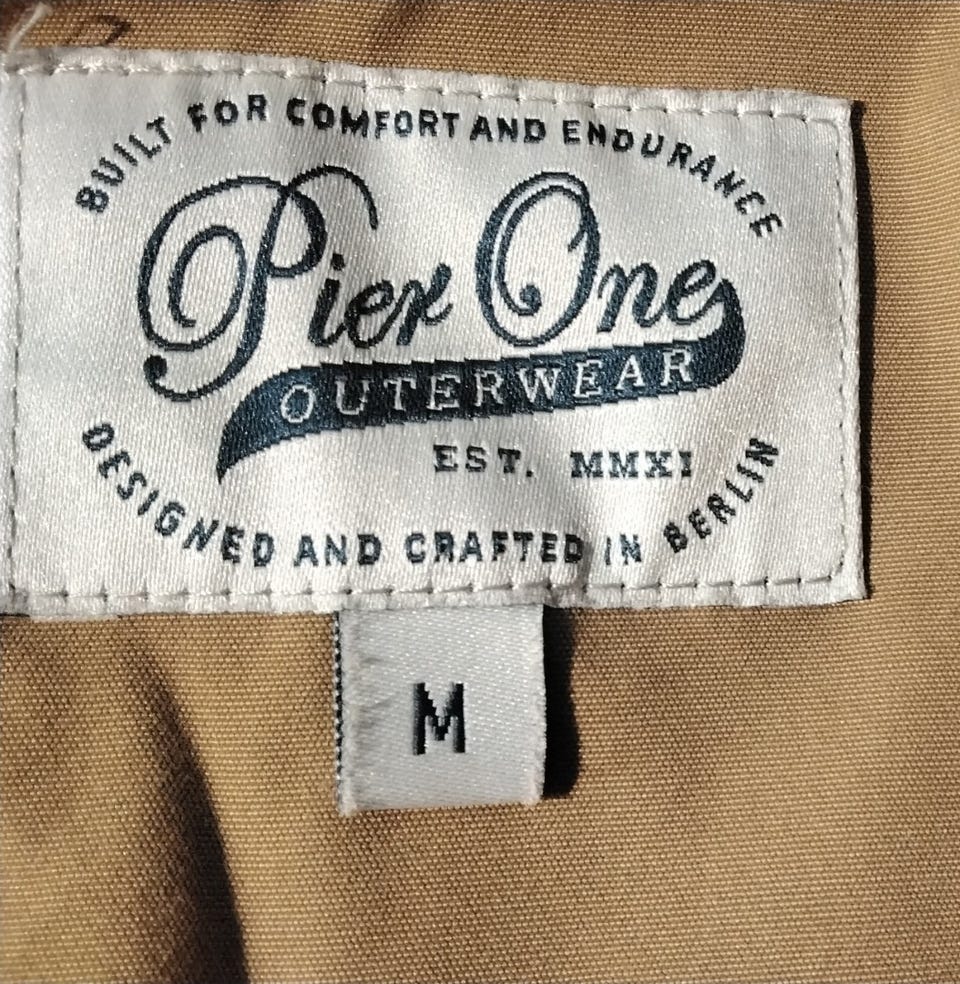 BUILT FOR COMFORT AND ENDURANCE
Pier One
OUTERWEAR
EST. MMXI
DESIGNED AND CRAFTED IN BERLIN
M